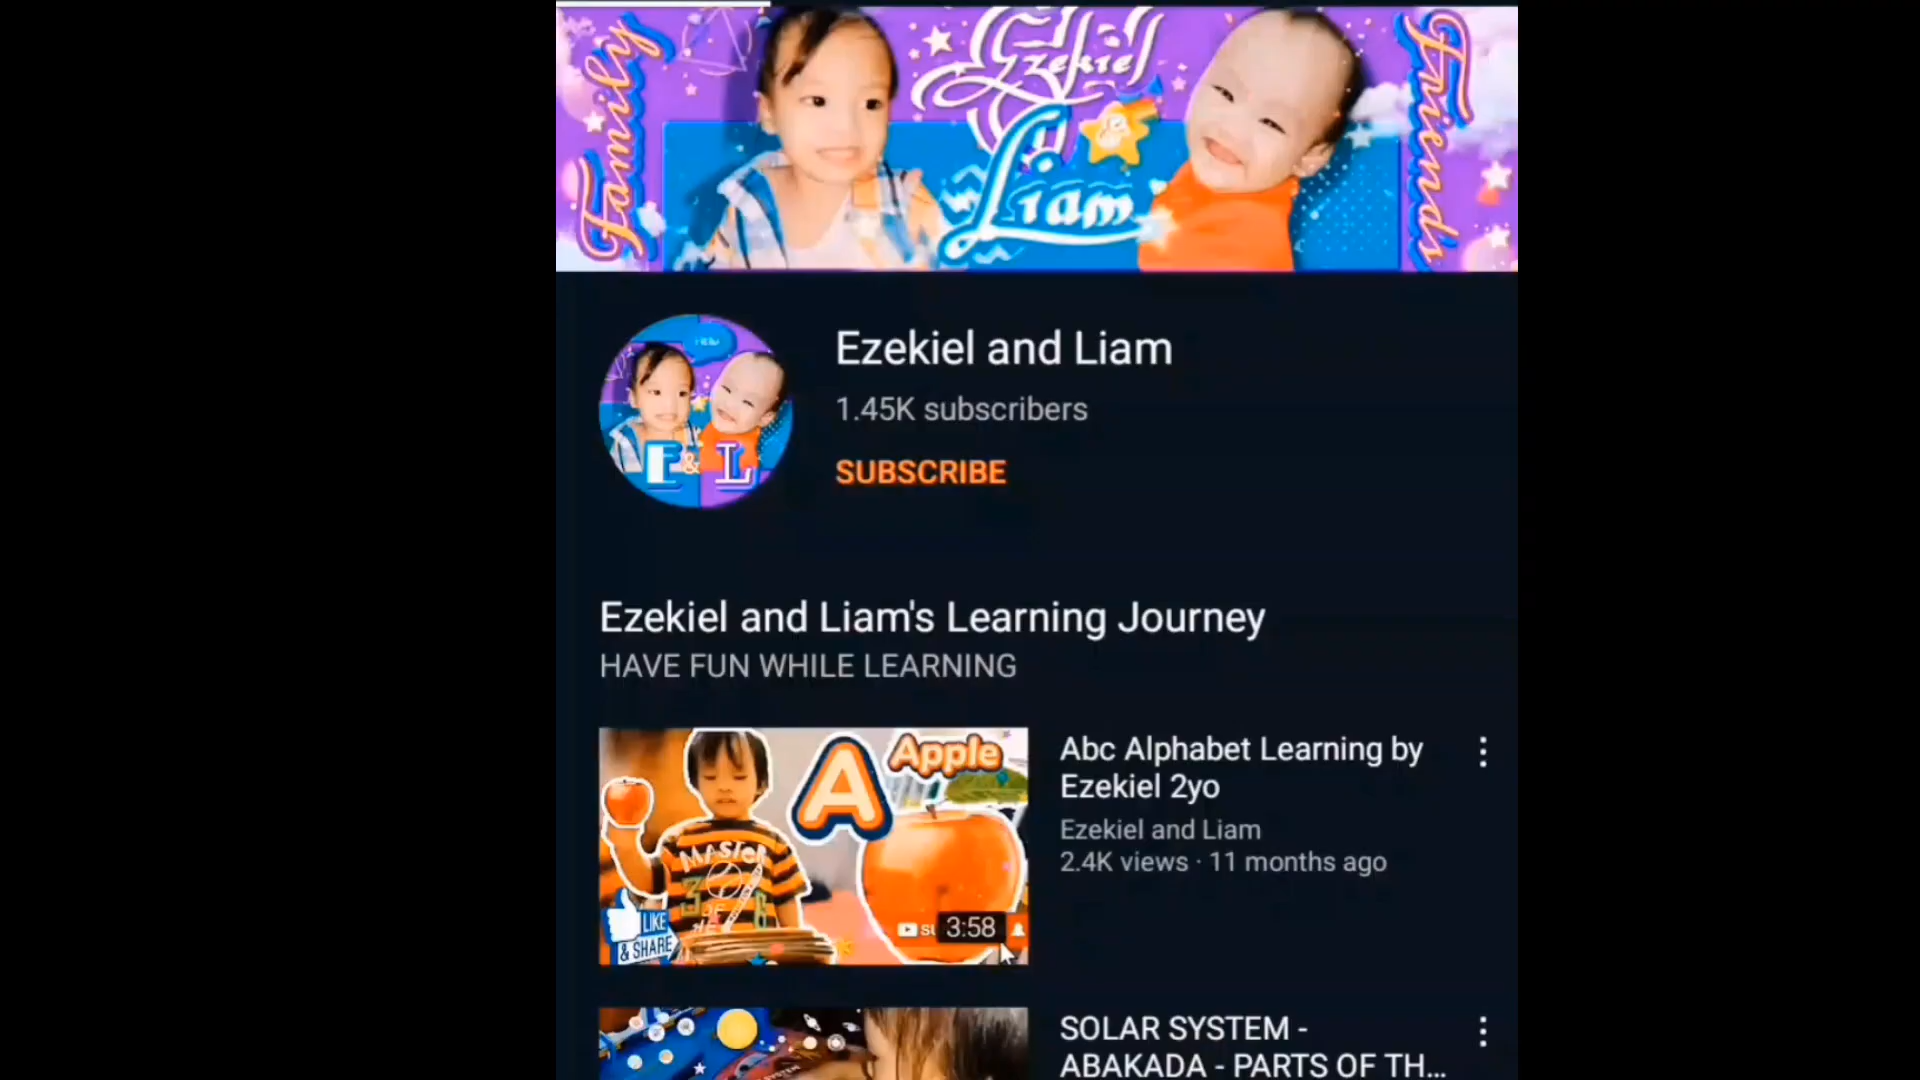 Family
Ezekiel
Liam
Friends
E & L
Ezekiel and Liam
1.45K subscribers
SUBSCRIBE
Ezekiel and Liam's Learning Journey
HAVE FUN WHILE LEARNING
A
Apple
MASTER
LIKE
& SHARE
3:58
Abc Alphabet Learning by
Ezekiel 2yo
Ezekiel and Liam
2.4K views · 11 months ago
SOLAR SYSTEM -
ABAKADA - PARTS OF TH...